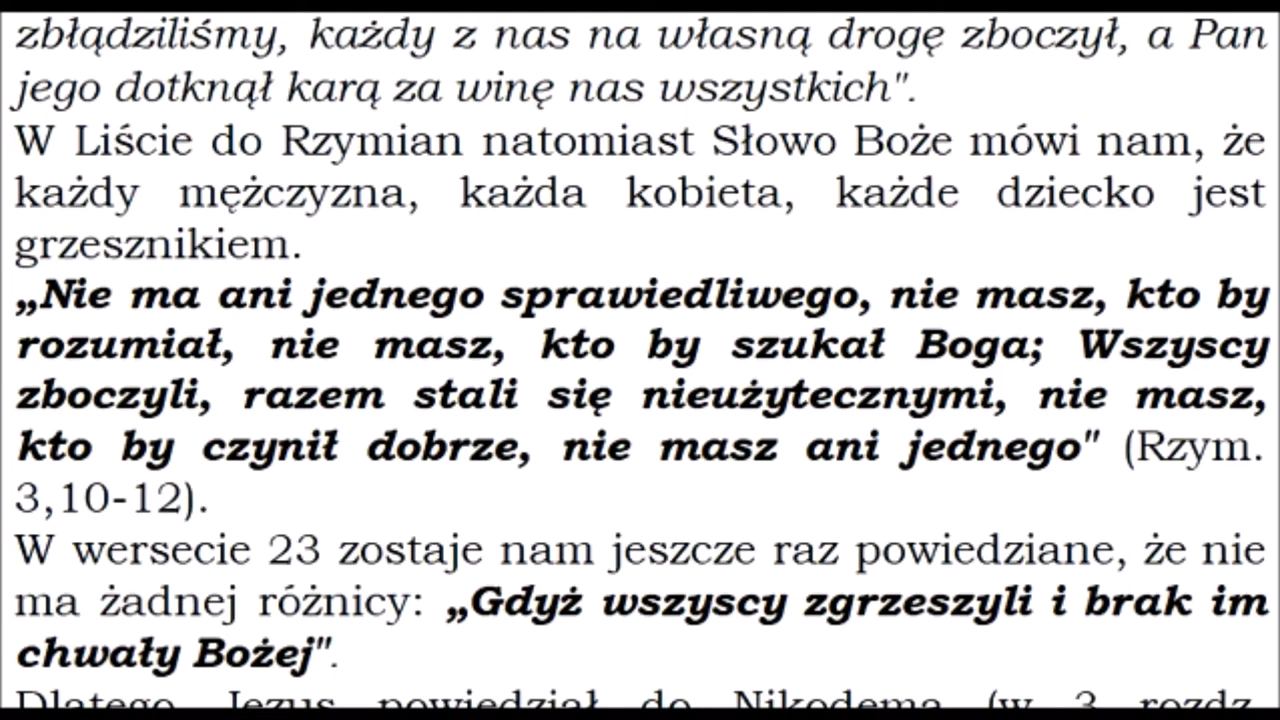 zbłądziliśmy, każdy z nas na własną drogę zboczył, a Pan
jego dotknął karą za winę nas wszystkich".
W Liście do Rzymian natomiast Słowo Boże mówi nam, że
każdy mężczyzna, każda kobieta, każde dziecko jest
grzesznikiem.
„Nie ma ani jednego sprawiedliwego, nie masz, kto by
rozumiał, nie masz, kto by szukał Boga; Wszyscy
zboczyli, razem stali się nieużytecznymi, nie masz,
kto by czynił dobrze, nie masz ani jednego" (Rzym.
3,10-12).
W wersecie 23 zostaje nam jeszcze raz powiedziane, że nie
ma żadnej różnicy: „Gdyż wszyscy zgrzeszyli i brak im
chwały Bożej".
Dlatego Jezus powiedział do Nikodema (w 3 rozdz.